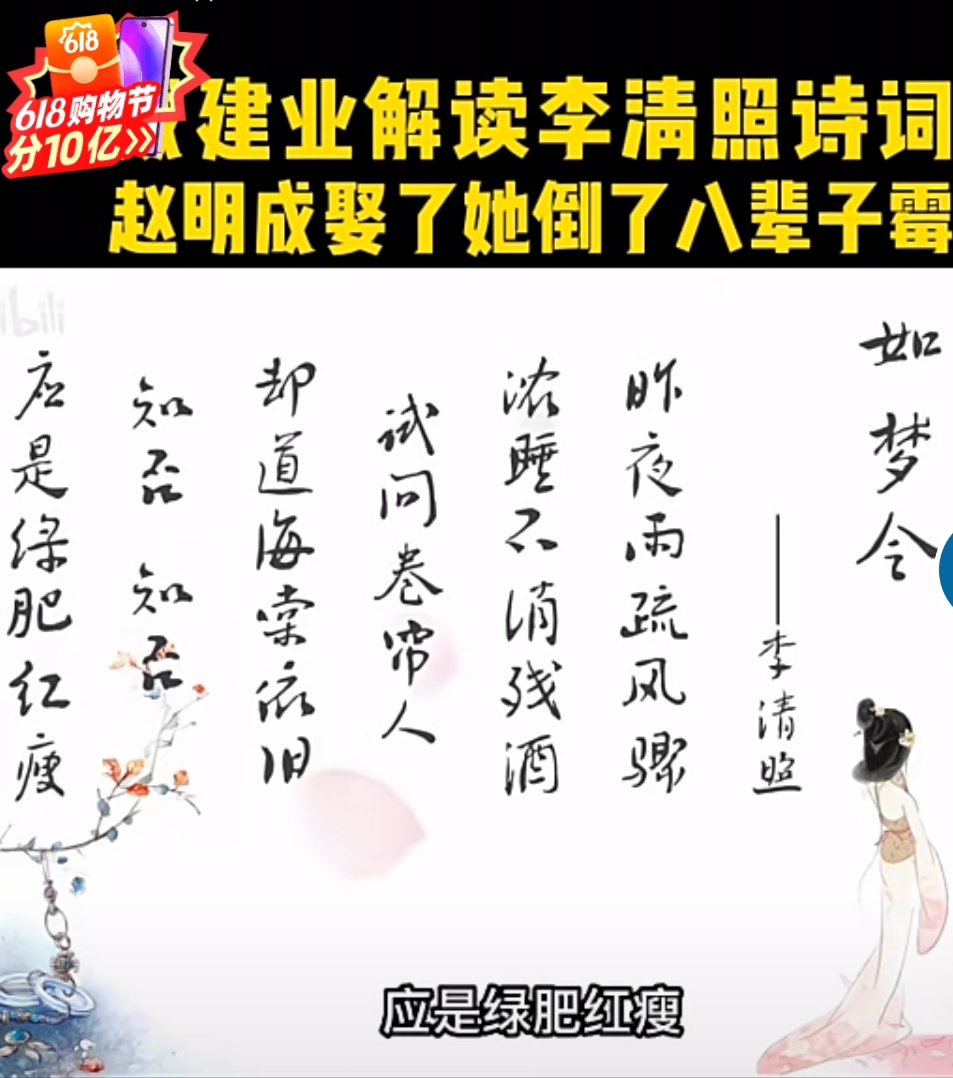 618
618购物节
分10亿>>
建业解读李清照诗词
赵明成娶了她倒了八辈子霉
ibili
如梦令
——李清照
昨夜雨疏风骤
浓睡不消残酒
试问卷帘人
却道海棠依旧
知否 知否
应是绿肥红瘦
应是绿肥红瘦